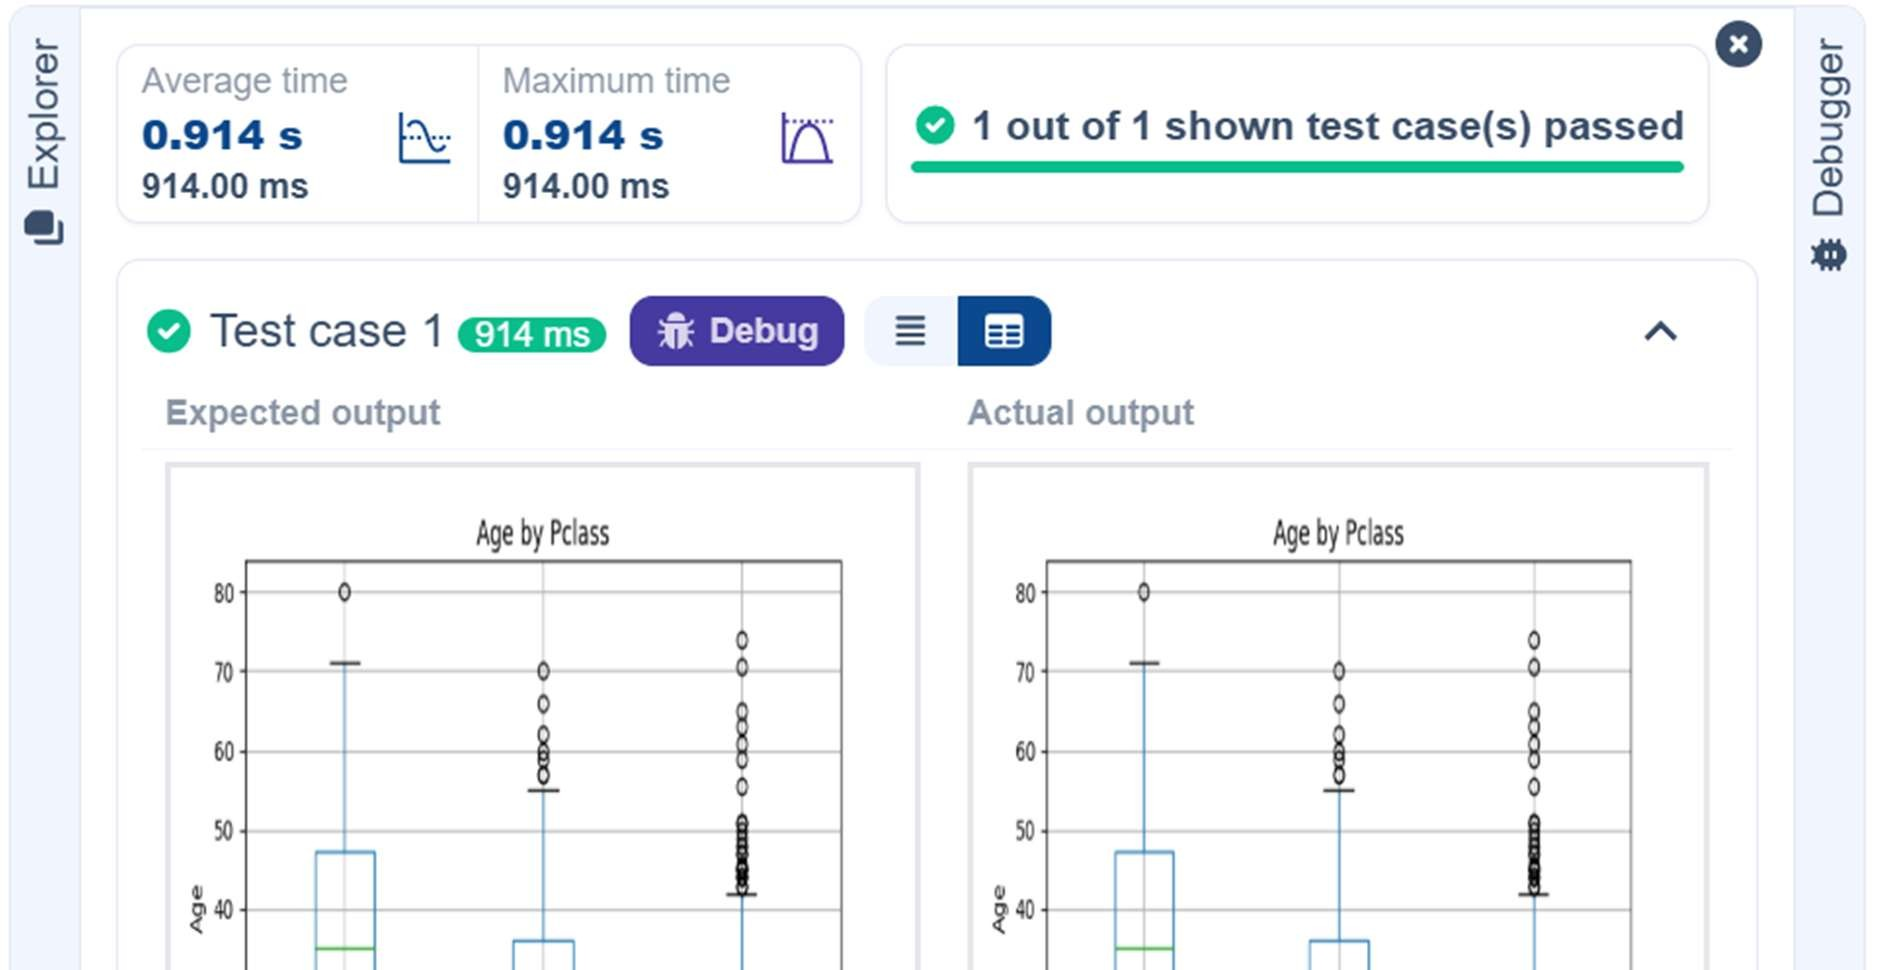 Explorer
Average time
0.914 s
914.00 ms
Maximum time
0.914 s
914.00 ms
1 out of 1 shown test case(s) passed
Debugger
Test case 1
914 ms
Debug
Expected output
Actual output
Age by Pclass
80
70
60
50
40
Age
Age by Pclass
80
70
60
50
40
Age